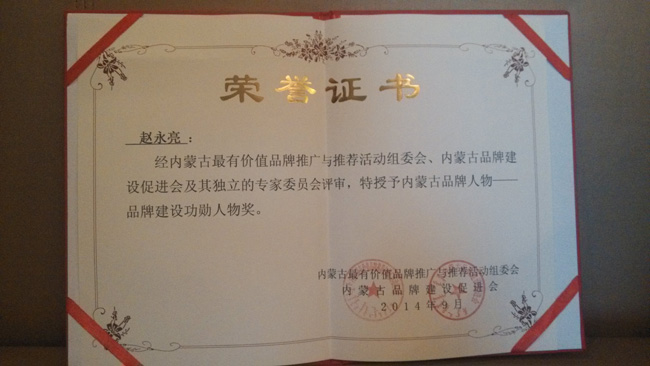 荣誉证书
赵永亮：
经内蒙古最有价值品牌推广与推荐活动组委会、内蒙古品牌建
设促进会及其独立的专家委员会评审，特授予内蒙古品牌人物——
品牌建设功勋人物奖。
内蒙古最有价值品牌推广与推荐活动组委会
内蒙古品牌建设促进会
2014年9月